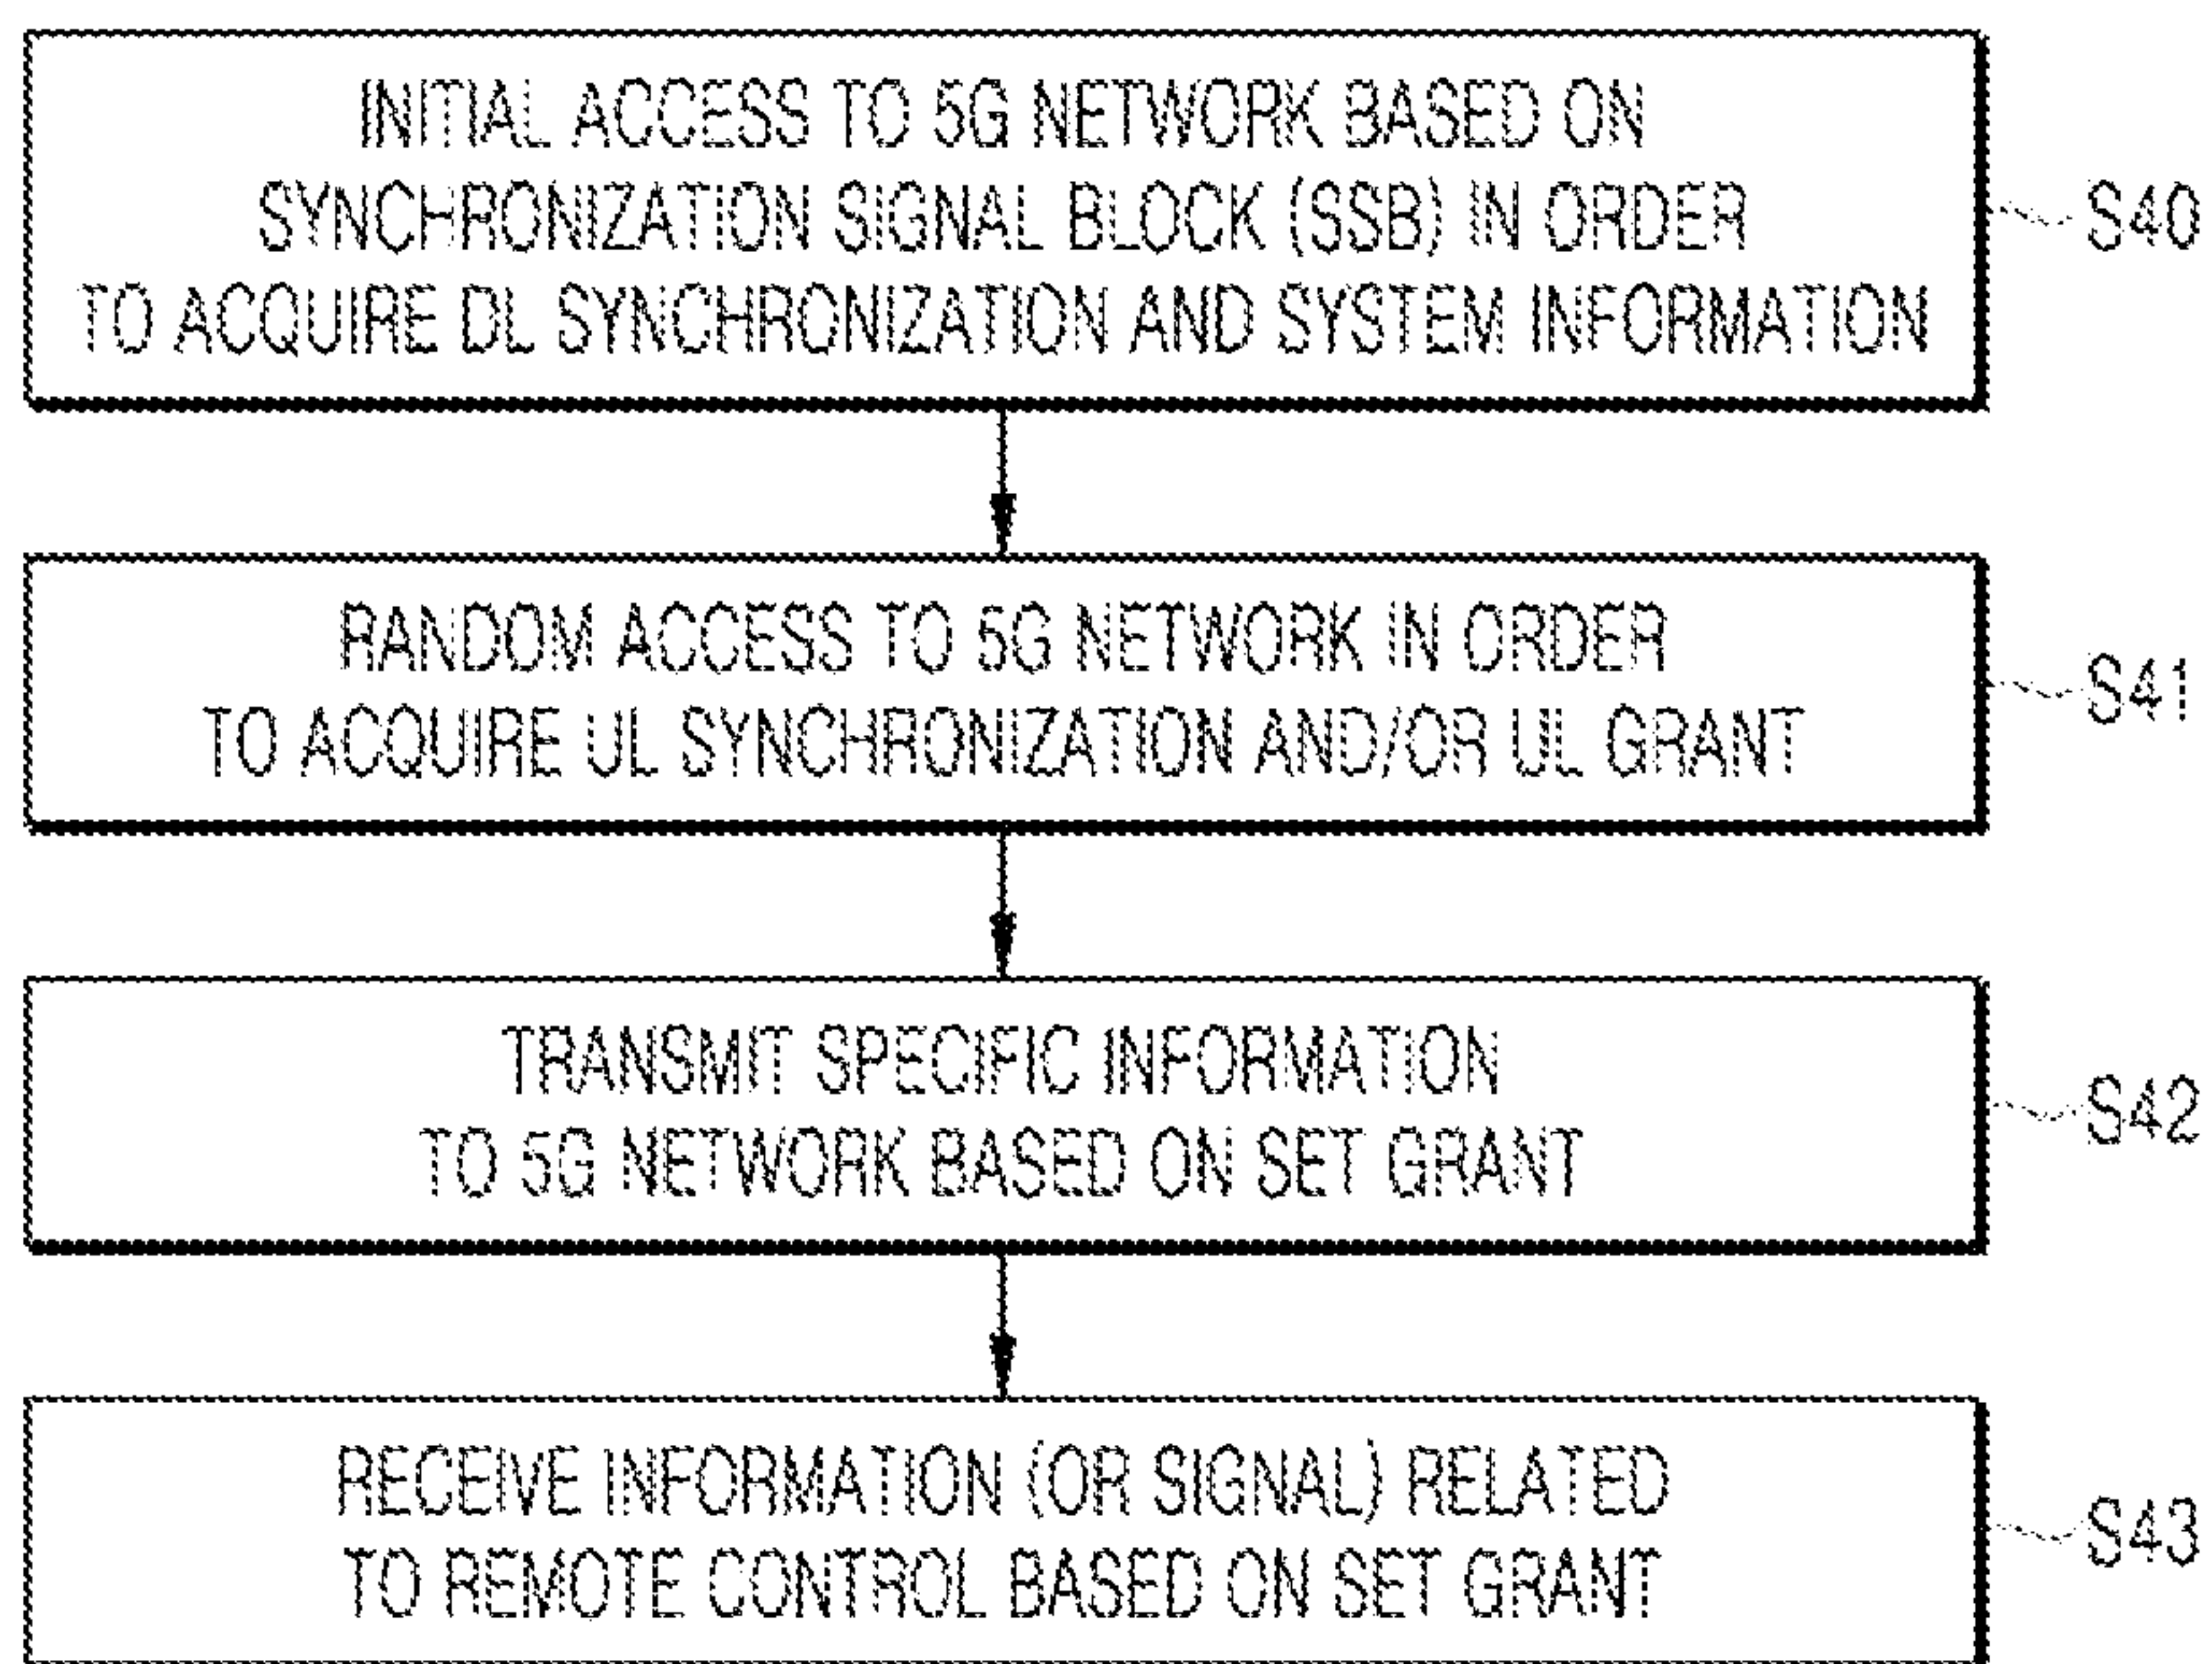 INITIAL ACCESS TO 5G NETWORK BASED ON
SYNCHRONIZATION SIGNAL BLOCK (SSB) IN ORDER
TO ACQUIRE DL SYNCHRONIZATION AND SYSTEM INFORMATION
S40
RANDOM ACCESS TO 5G NETWORK IN ORDER
TO ACQUIRE UL SYNCHRONIZATION AND/OR UL GRANT
S41
TRANSMIT SPECIFIC INFORMATION
TO 5G NETWORK BASED ON SET GRANT
S42
RECEIVE INFORMATION (OR SIGNAL) RELATED
TO REMOTE CONTROL BASED ON SET GRANT
S43